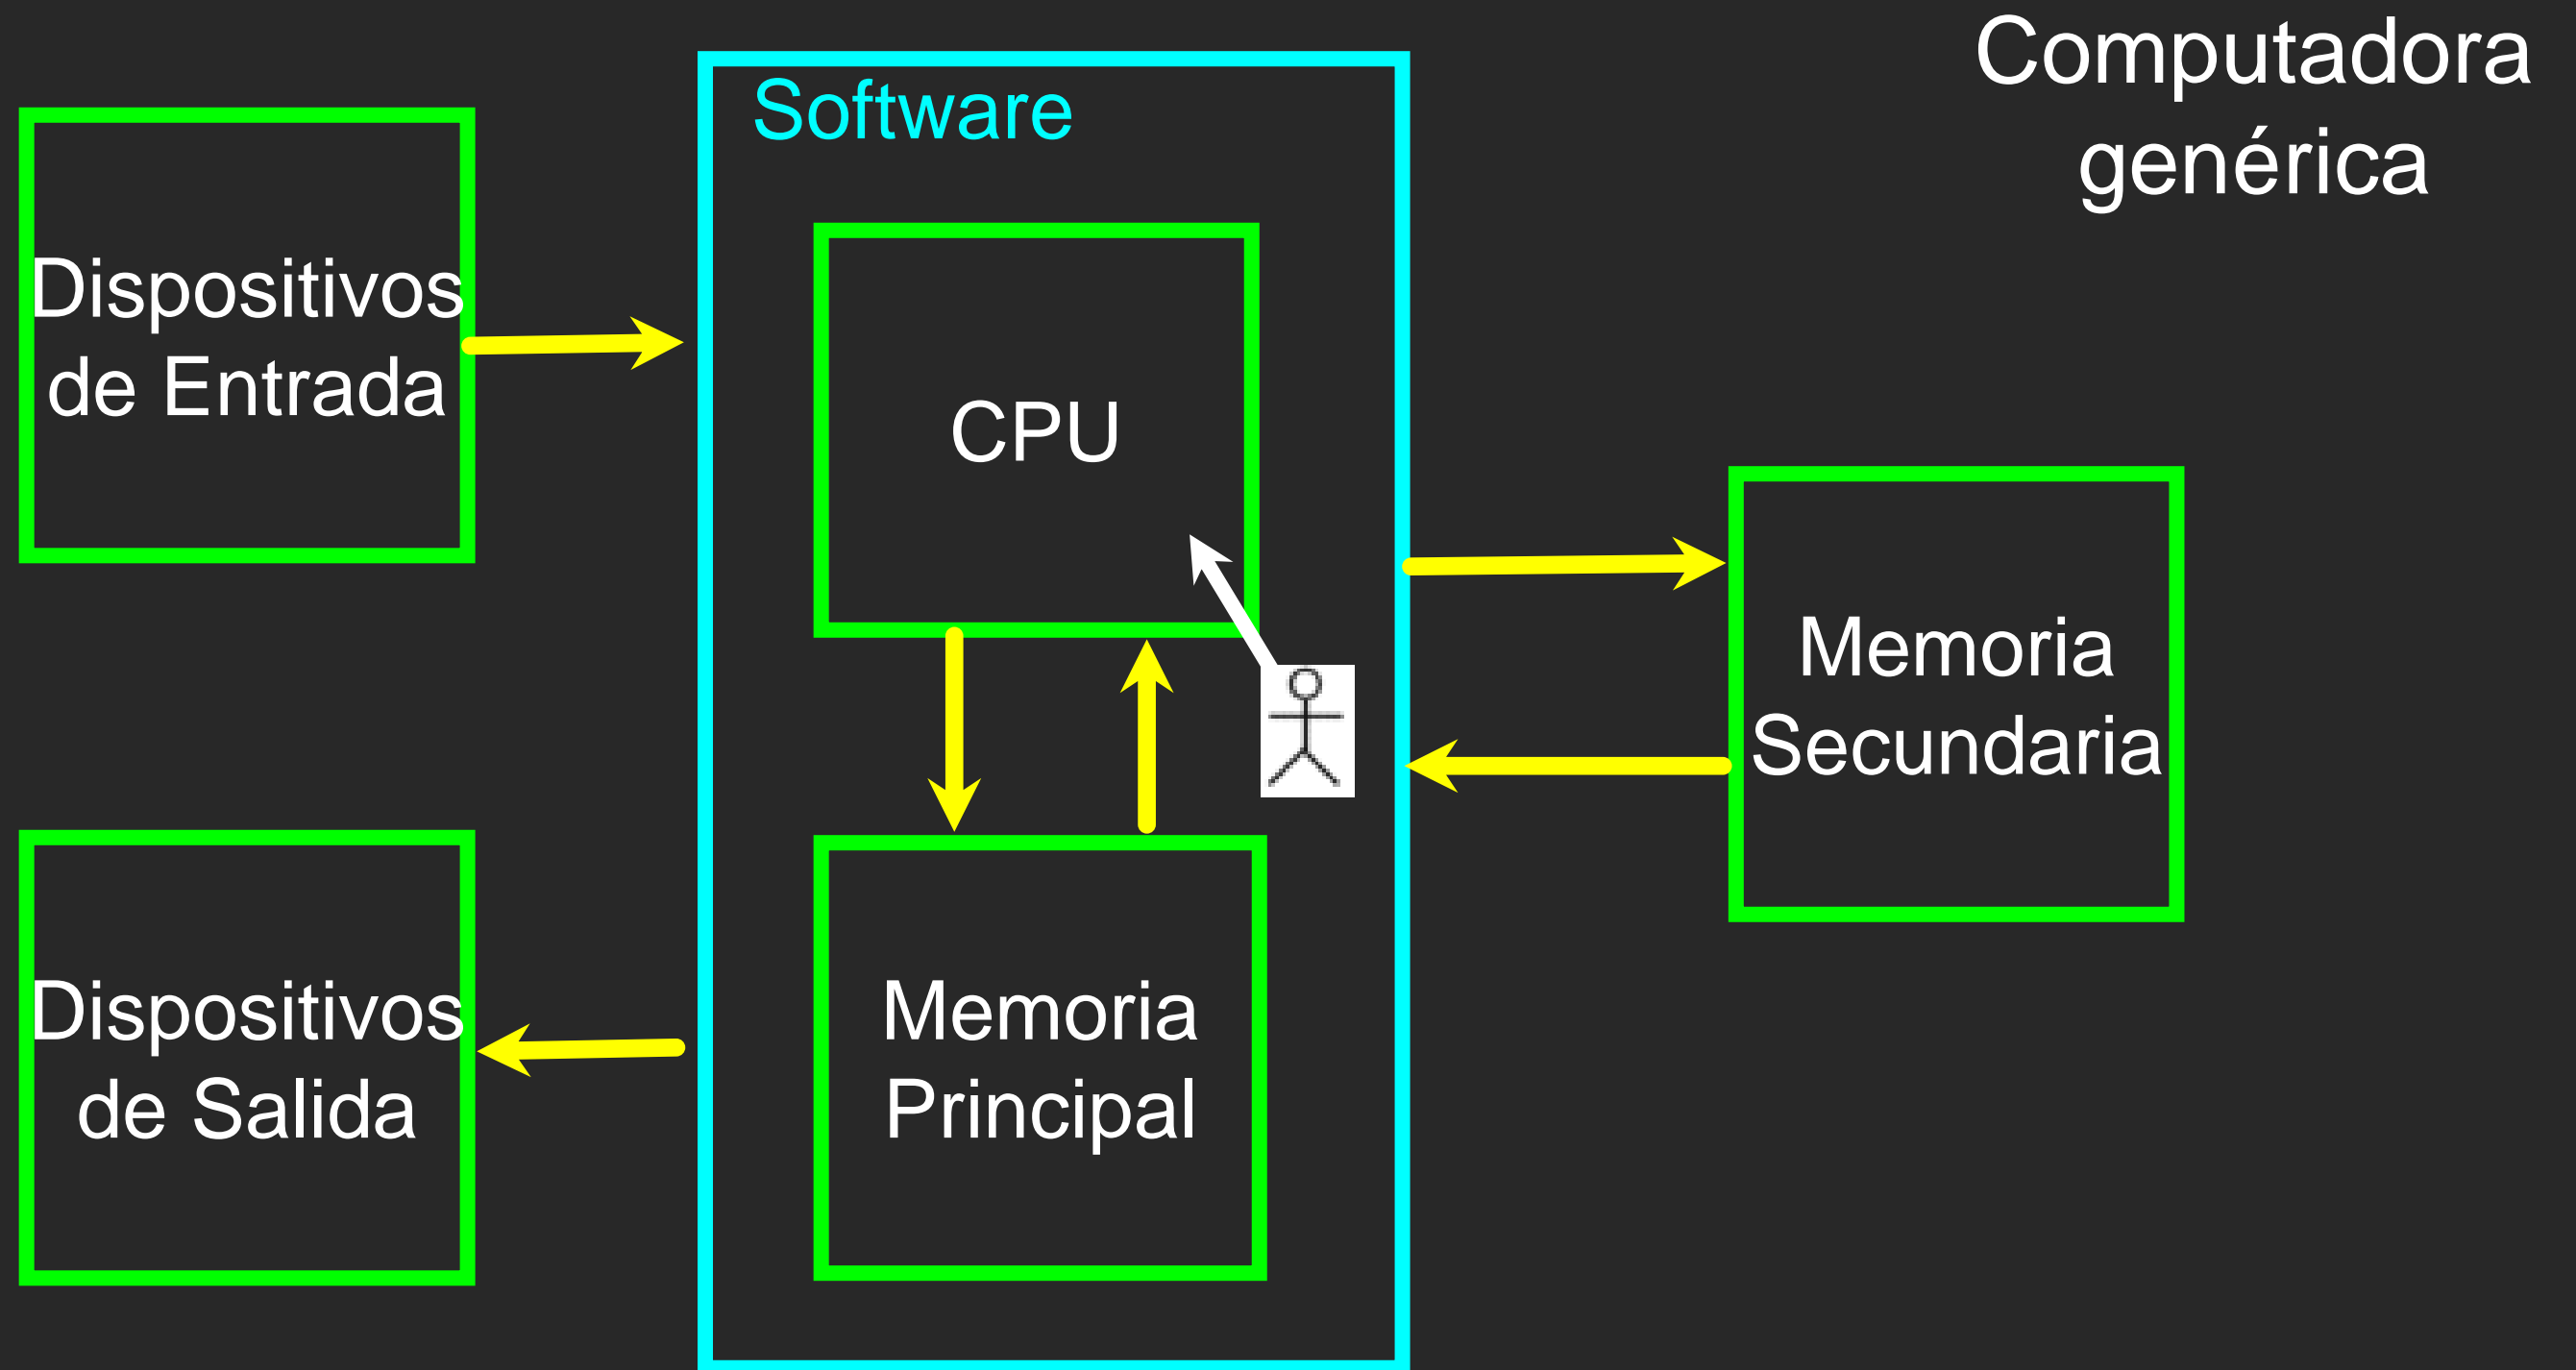 Computadora
genérica
Software
Dispositivos
de Entrada
CPU
Memoria
Secundaria
Dispositivos
de Salida
Memoria
Principal